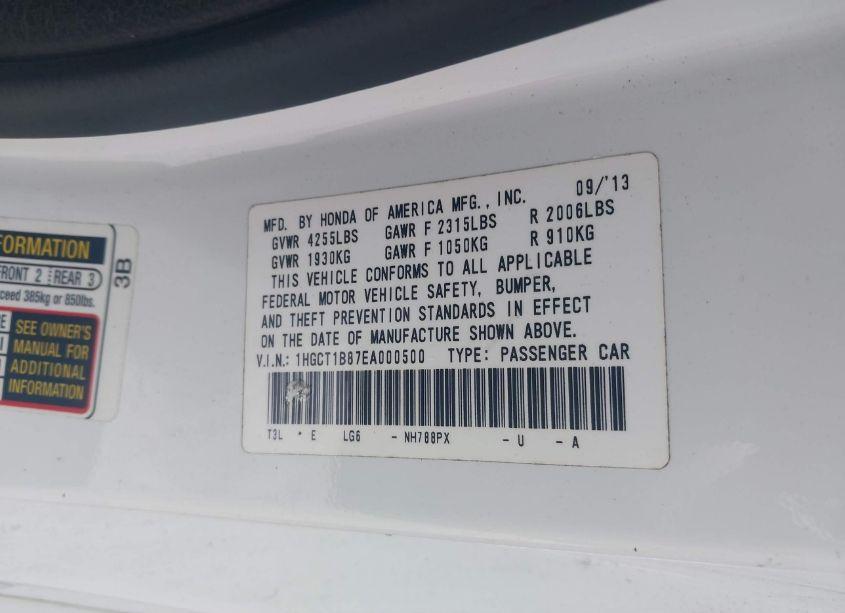 FORMATION
FRONT 2 REAR 3
exceed 385kg or 850lbs.
SEE OWNER'S
MANUAL FOR
ADDITIONAL
INFORMATION
3B
MFD. BY HONDA OF AMERICA MFG., INC. 09/'13
GVWR 4255LBS GAWR F 2315LBS R 2006LBS
GVWR 1930KG GAWR F 1050KG R 910KG
THIS VEHICLE CONFORMS TO ALL APPLICABLE
FEDERAL MOTOR VEHICLE SAFETY, BUMPER,
AND THEFT PREVENTION STANDARDS IN EFFECT
ON THE DATE OF MANUFACTURE SHOWN ABOVE.
V.I.N.: 1HGCT1B87EA000500 TYPE: PASSENGER CAR
T3L * E LG6 - NH788PX - U - A